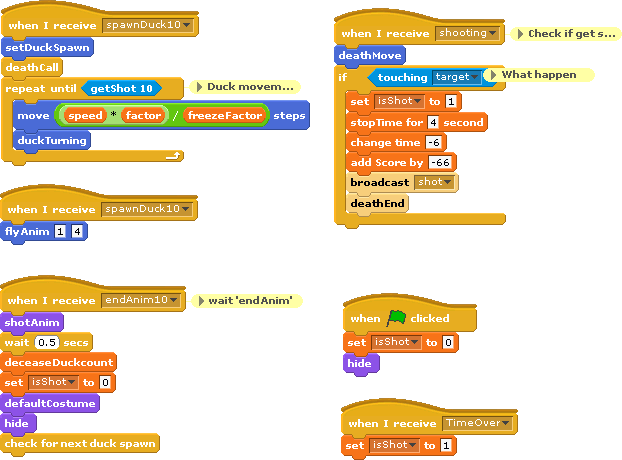 when I receive spawnDuck10
setDuckSpawn
deathCall
repeat until getShot 10
Duck movem...
move speed * factor / freezeFactor steps
duckTurning
when I receive spawnDuck10
flyAnim 1 4
when I receive endAnim10
wait 'endAnim'
shotAnim
wait 0.5 secs
deceaseDuckcount
set isShot to 0
defaultCostume
hide
check for next duck spawn
when I receive shooting
Check if get s...
deathMove
if touching target
What happen
set isShot to 1
stopTime for 4 second
change time -6
add Score by -66
broadcast shot
deathEnd
when clicked
set isShot to 0
hide
when I receive TimeOver
set isShot to 1